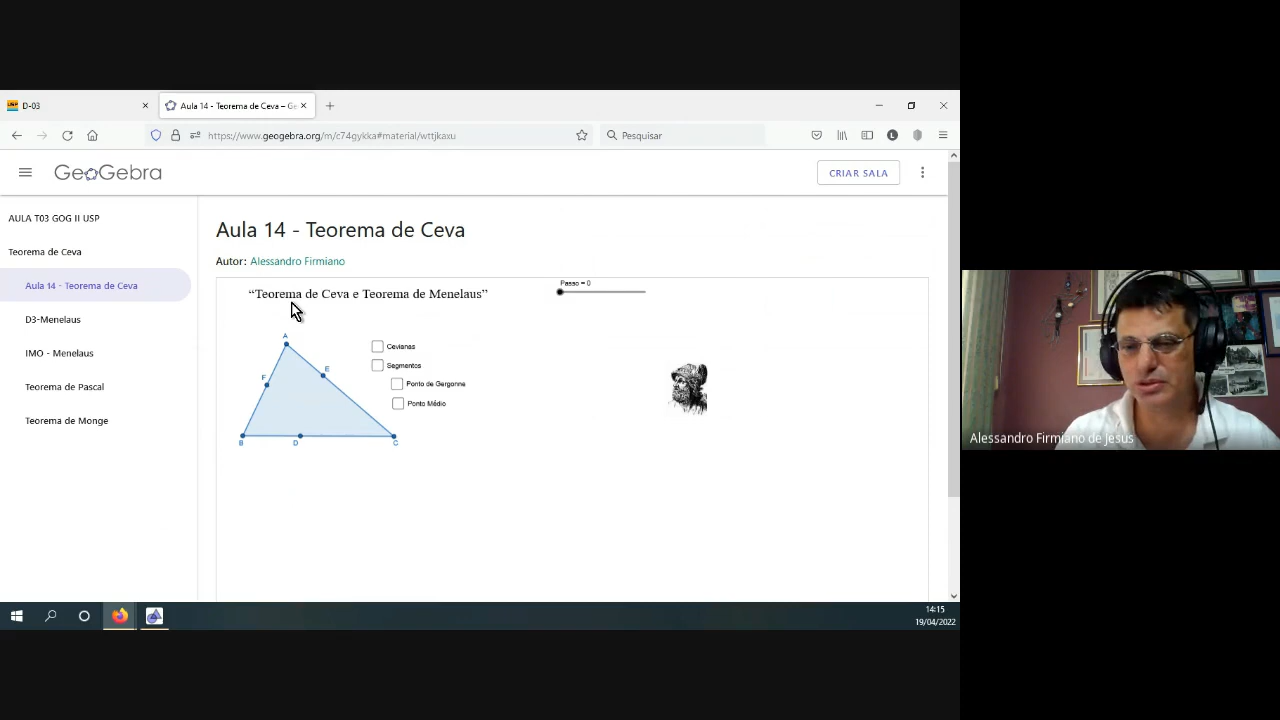 D-03
Aula 14 - Teorema de Ceva – Ge
https://www.geogebra.org/m/c74gykka#material/wttjkaxu
Pesquisar
GeoGebra
CRIAR SALA
AULA T03 GOG II USP
Teorema de Ceva
Aula 14 - Teorema de Ceva
D3-Menelaus
IMO - Menelaus
Teorema de Pascal
Teorema de Monge
Aula 14 - Teorema de Ceva
Autor: Alessandro Firmiano
“Teorema de Ceva e Teorema de Menelaus”
Passo = 0
A
F
E
B
D
C
Cevianas
Segmentos
Ponto de Gergonne
Ponto Médio
Alessandro Firmiano de Jesus
14:15
19/04/2022